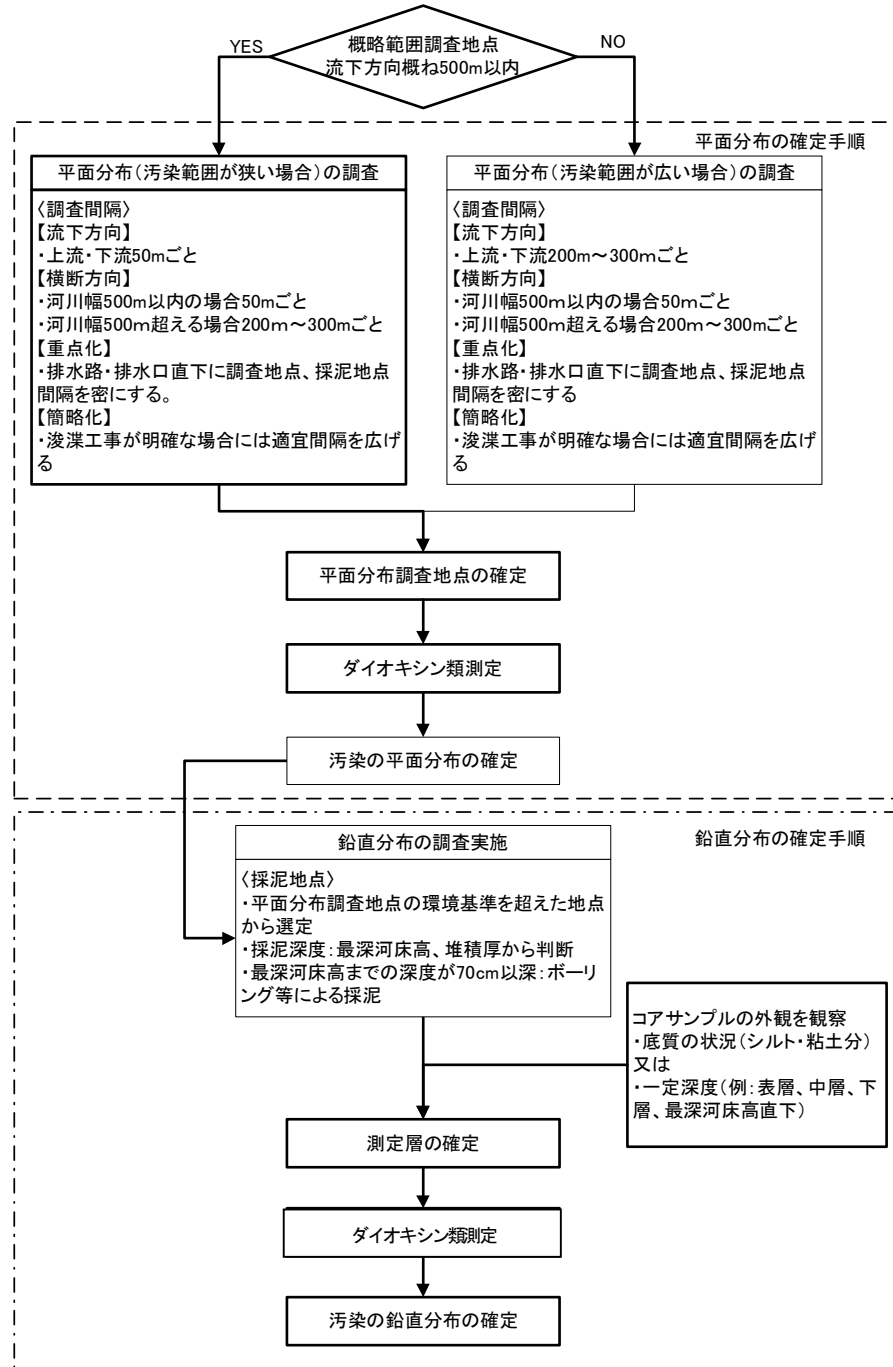 概略範囲調査地点
流下方向概ね500m以内
YES
NO
平面分布の確定手順
平面分布(汚染範囲が狭い場合)の調査
〈調査間隔〉
【流下方向】
・上流・下流50mごと
【横断方向】
・河川幅500m以内の場合50mごと
・河川幅500m超える場合200m～300mごと
【重点化】
・排水路・排水口直下に調査地点、採泥地点
間隔を密にする。
【簡略化】
・浚渫工事が明確な場合には適宜間隔を広げ
る
平面分布(汚染範囲が広い場合)の調査
〈調査間隔〉
【流下方向】
・上流・下流200m～300mごと
【横断方向】
・河川幅500m以内の場合50mごと
・河川幅500m超える場合200m～300mごと
【重点化】
・排水路・排水口直下に調査地点、採泥地点
間隔を密にする
【簡略化】
・浚渫工事が明確な場合には適宜間隔を広げ
る
平面分布調査地点の確定
ダイオキシン類測定
汚染の平面分布の確定
鉛直分布の確定手順
鉛直分布の調査実施
〈採泥地点〉
・平面分布調査地点の環境基準を超えた地点
から選定
・採泥深度：最深河床高、堆積厚から判断
・最深河床高までの深度が70cm以深：ボーリ
ング等による採泥
コアサンプルの外観を観察
・底質の状況(シルト・粘土分)
又は
・一定深度(例：表層、中層、下
層、最深河床高直下)
測定層の確定
ダイオキシン類測定
汚染の鉛直分布の確定